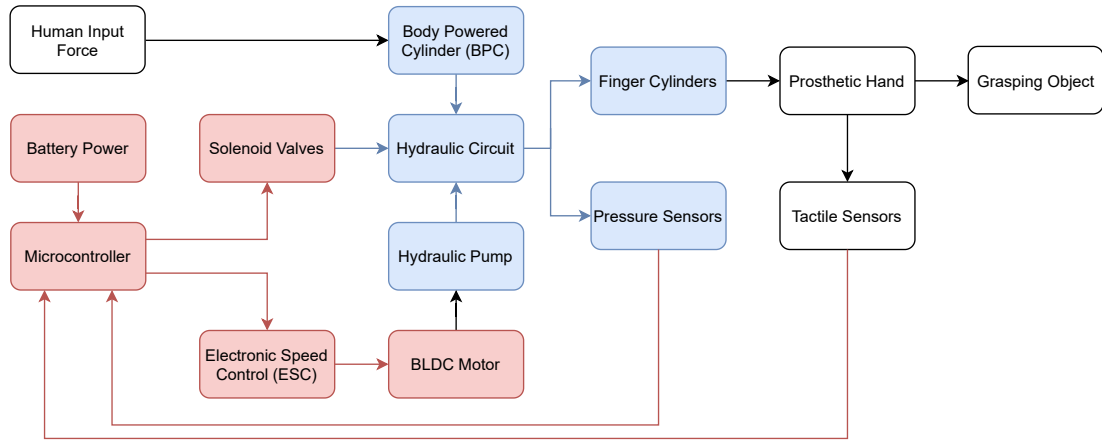 Human Input
Force
Body Powered
Cylinder (BPC)
Finger Cylinders
Prosthetic Hand
Grasping Object
Battery Power
Solenoid Valves
Hydraulic Circuit
Microcontroller
Hydraulic Pump
Pressure Sensors
Tactile Sensors
Electronic Speed
Control (ESC)
BLDC Motor